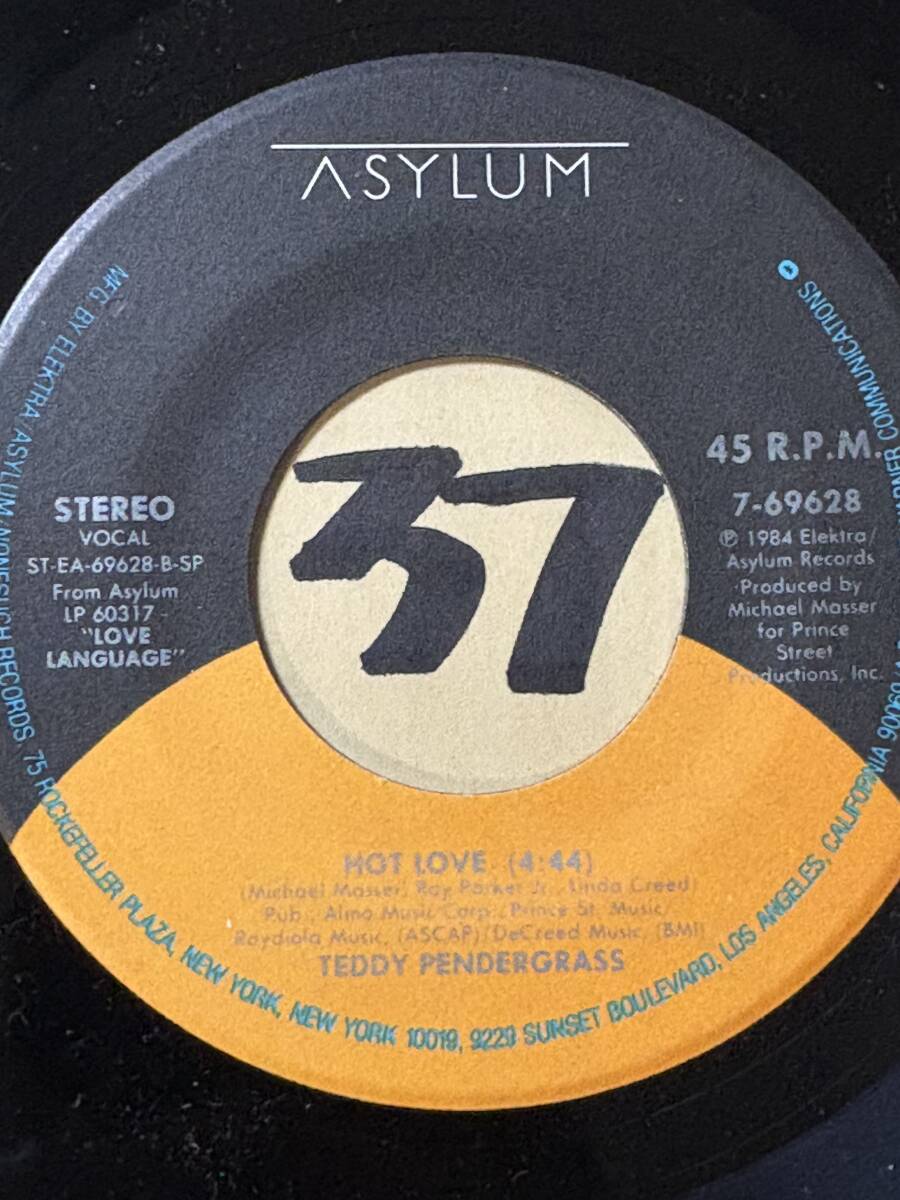 ASYLUM
37
STEREO
VOCAL
ST-EA-69628-B-SP
From Asylum
LP 60317 -
"LOVE
LANGUAGE"
45 R.P.M.
7-69628
℗ 1984 Elektra/
Asylum Records
Produced by
Michael Masser
for Prince
Street
Productions, Inc.
HOT LOVE (4:44)
(Michael Masser, Ray Parker Jr., Linda Creed)
Pub., Almo Music Corp./Prince St. Music/
Raydiola Music, (ASCAP)/DeCreed Music, (BMI)
TEDDY PENDERGRASS
MFG. BY ELEKTRA/ASYLUM/NONESUCH RECORDS, 75 ROCKEFELLER PLAZA, NEW YORK, NEW YORK 10019, 9229 SUNSET BOULEVARD, LOS ANGELES, CALIFORNIA 90069
WARNER COMMUNICATIONS